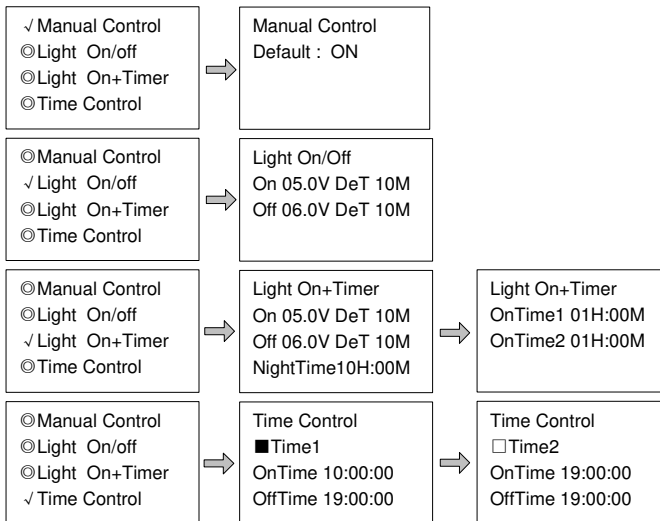 √Manual Control
◎Light On/off
◎Light On+Timer
◎Time Control
Manual Control
Default : ON
◎Manual Control
√Light On/off
◎Light On+Timer
◎Time Control
Light On/Off
On 05.0V DeT 10M
Off 06.0V DeT 10M
◎Manual Control
◎Light On/off
√Light On+Timer
◎Time Control
Light On+Timer
On 05.0V DeT 10M
Off 06.0V DeT 10M
NightTime10H:00M
Light On+Timer
OnTime1 01H:00M
OnTime2 01H:00M
◎Manual Control
◎Light On/off
◎Light On+Timer
√Time Control
Time Control
■Time1
OnTime 10:00:00
OffTime 19:00:00
Time Control
□Time2
OnTime 19:00:00
OffTime 19:00:00